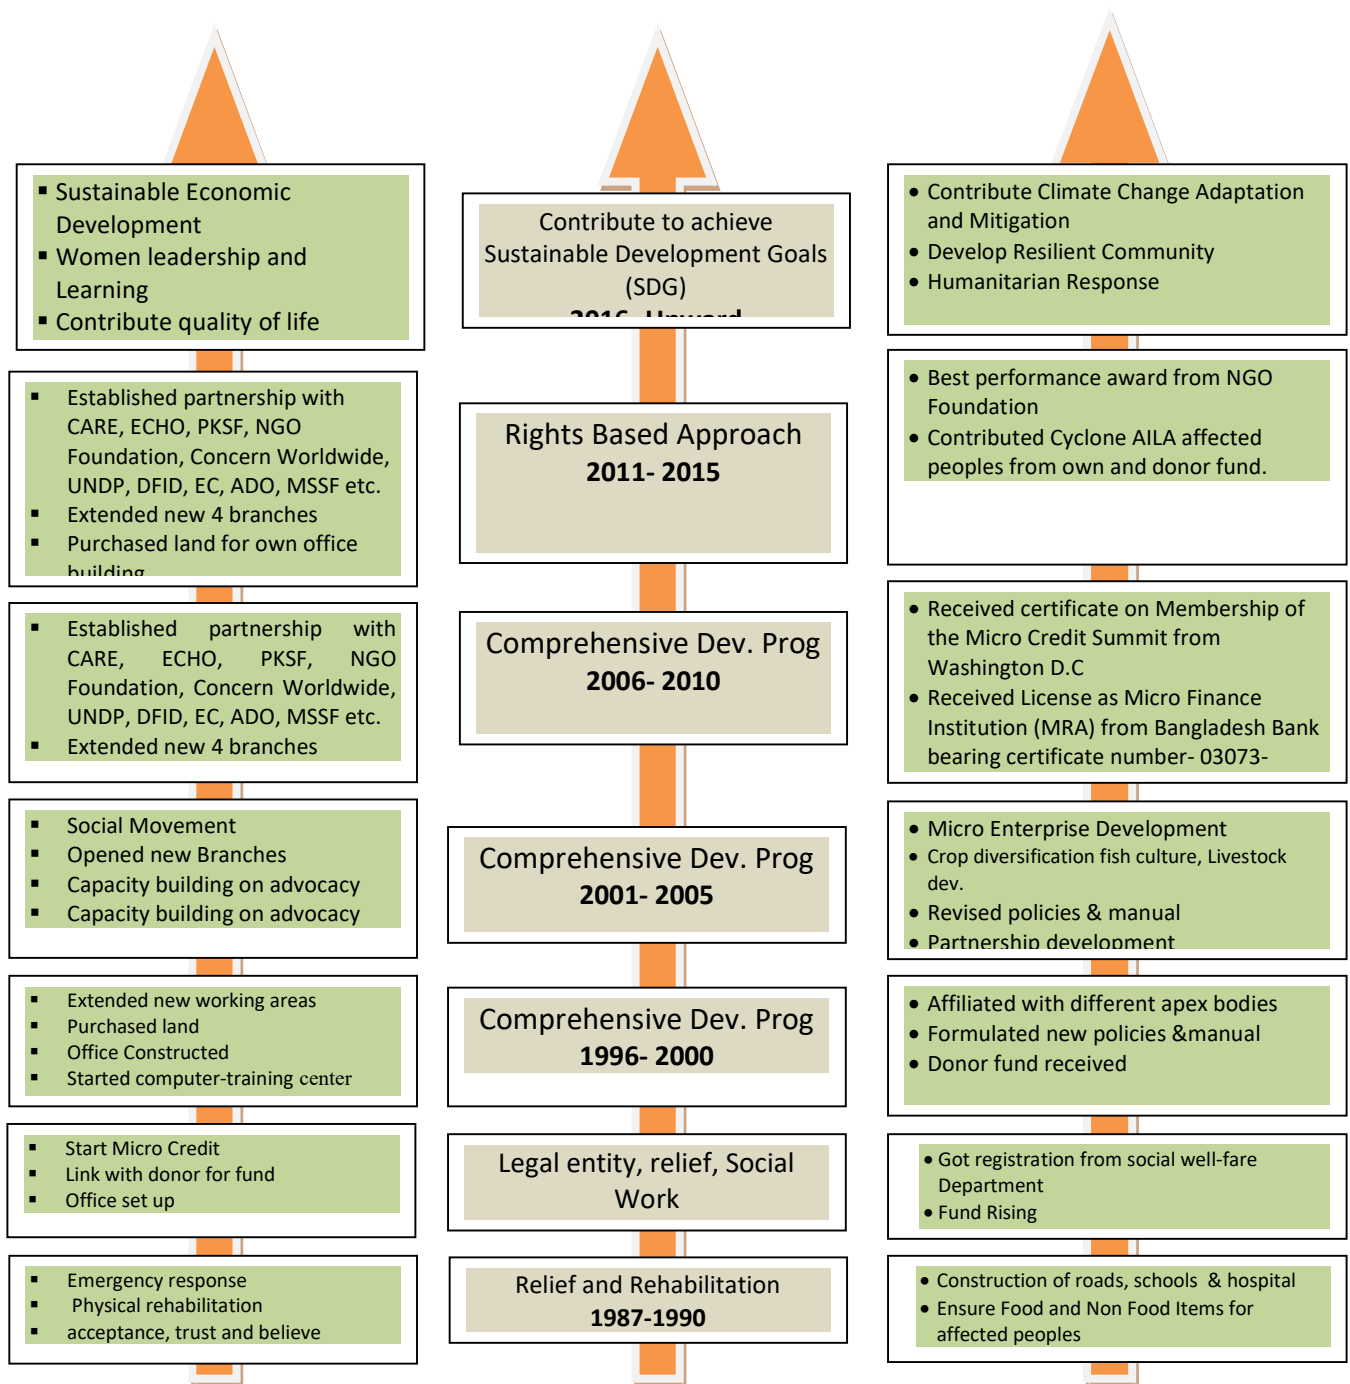 Sustainable Economic
Development
Women leadership and
Learning
Contribute quality of life
Contribute to achieve
Sustainable Development Goals
(SDG)
2016- Upward
• Contribute Climate Change Adaptation
and Mitigation
• Develop Resilient Community
• Humanitarian Response
Established partnership with
CARE, ECHO, PKSF, NGO
Foundation, Concern Worldwide,
UNDP, DFID, EC, ADO, MSSF etc.
Extended new 4 branches
Purchased land for own office
building
Rights Based Approach
2011- 2015
• Best performance award from NGO
Foundation
• Contributed Cyclone AILA affected
peoples from own and donor fund.
Established partnership with
CARE, ECHO, PKSF, NGO
Foundation, Concern Worldwide,
UNDP, DFID, EC, ADO, MSSF etc.
Extended new 4 branches
Comprehensive Dev. Prog
2006- 2010
• Received certificate on Membership of
the Micro Credit Summit from
Washington D.C
• Received License as Micro Finance
Institution (MRA) from Bangladesh Bank
bearing certificate number- 03073-
Social Movement
Opened new Branches
Capacity building on advocacy
Capacity building on advocacy
Comprehensive Dev. Prog
2001- 2005
• Micro Enterprise Development
• Crop diversification fish culture, Livestock
dev.
• Revised policies & manual
• Partnership development
Extended new working areas
Purchased land
Office Constructed
Started computer-training center
Comprehensive Dev. Prog
1996- 2000
• Affiliated with different apex bodies
• Formulated new policies &manual
• Donor fund received
Start Micro Credit
Link with donor for fund
Office set up
Legal entity, relief, Social
Work
• Got registration from social well-fare
Department
• Fund Rising
Emergency response
Physical rehabilitation
acceptance, trust and believe
Relief and Rehabilitation
1987-1990
• Construction of roads, schools & hospital
• Ensure Food and Non Food Items for
affected peoples